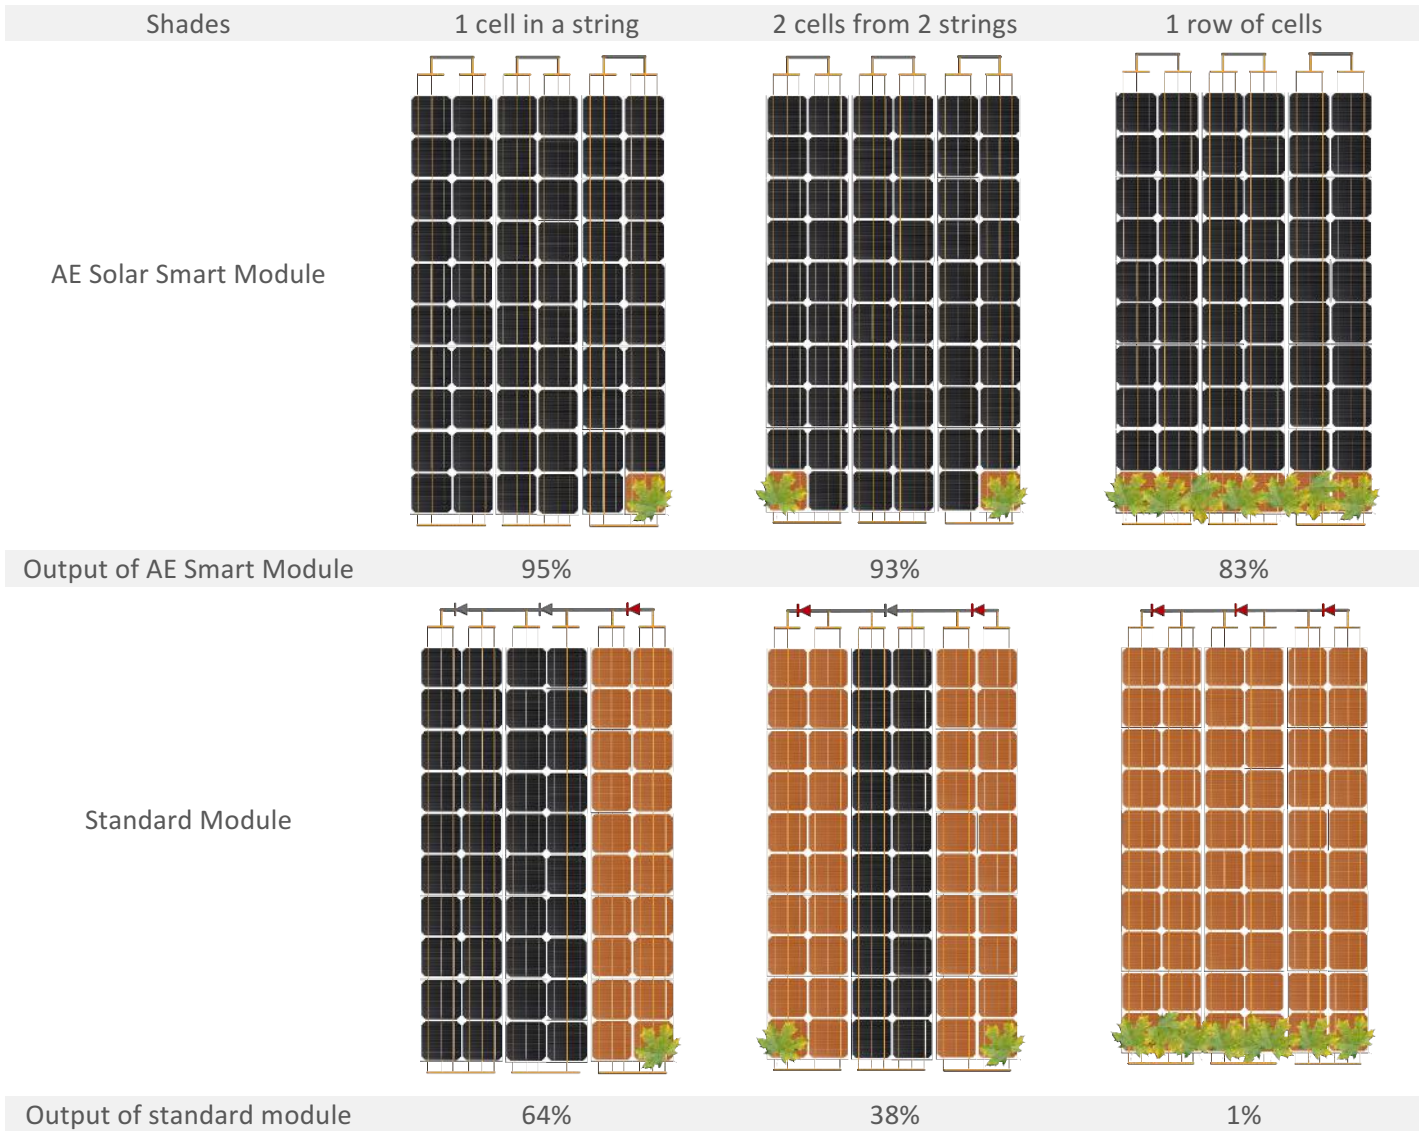 Shades 1 cell in a string 2 cells from 2 strings 1 row of cells
AE Solar Smart Module
Output of AE Smart Module 95% 93% 83%
Standard Module
Output of standard module 64% 38% 1%